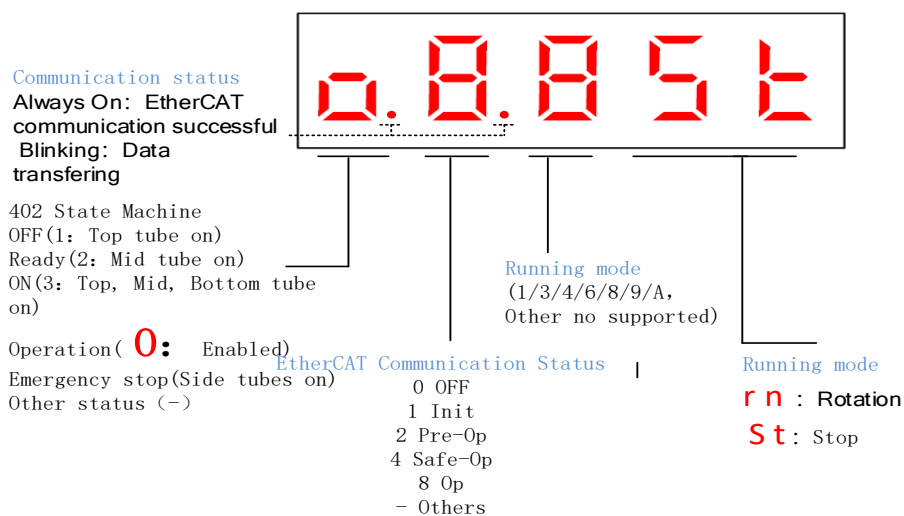 o.8.8St
Communication status
Always On: EtherCAT
communication successful
Blinking: Data
transfering
402 State Machine
OFF(1: Top tube on)
Ready(2: Mid tube on)
ON(3: Top, Mid, Bottom tube
on)
Operation( 0: Enabled)
Emergency stop(Side tubes on)
Other status (-)
EtherCAT Communication Status
0 OFF
1 Init
2 Pre-Op
4 Safe-Op
8 Op
- Others
Running mode
(1/3/4/6/8/9/A,
Other no supported)
Running mode
rn : Rotation
St: Stop